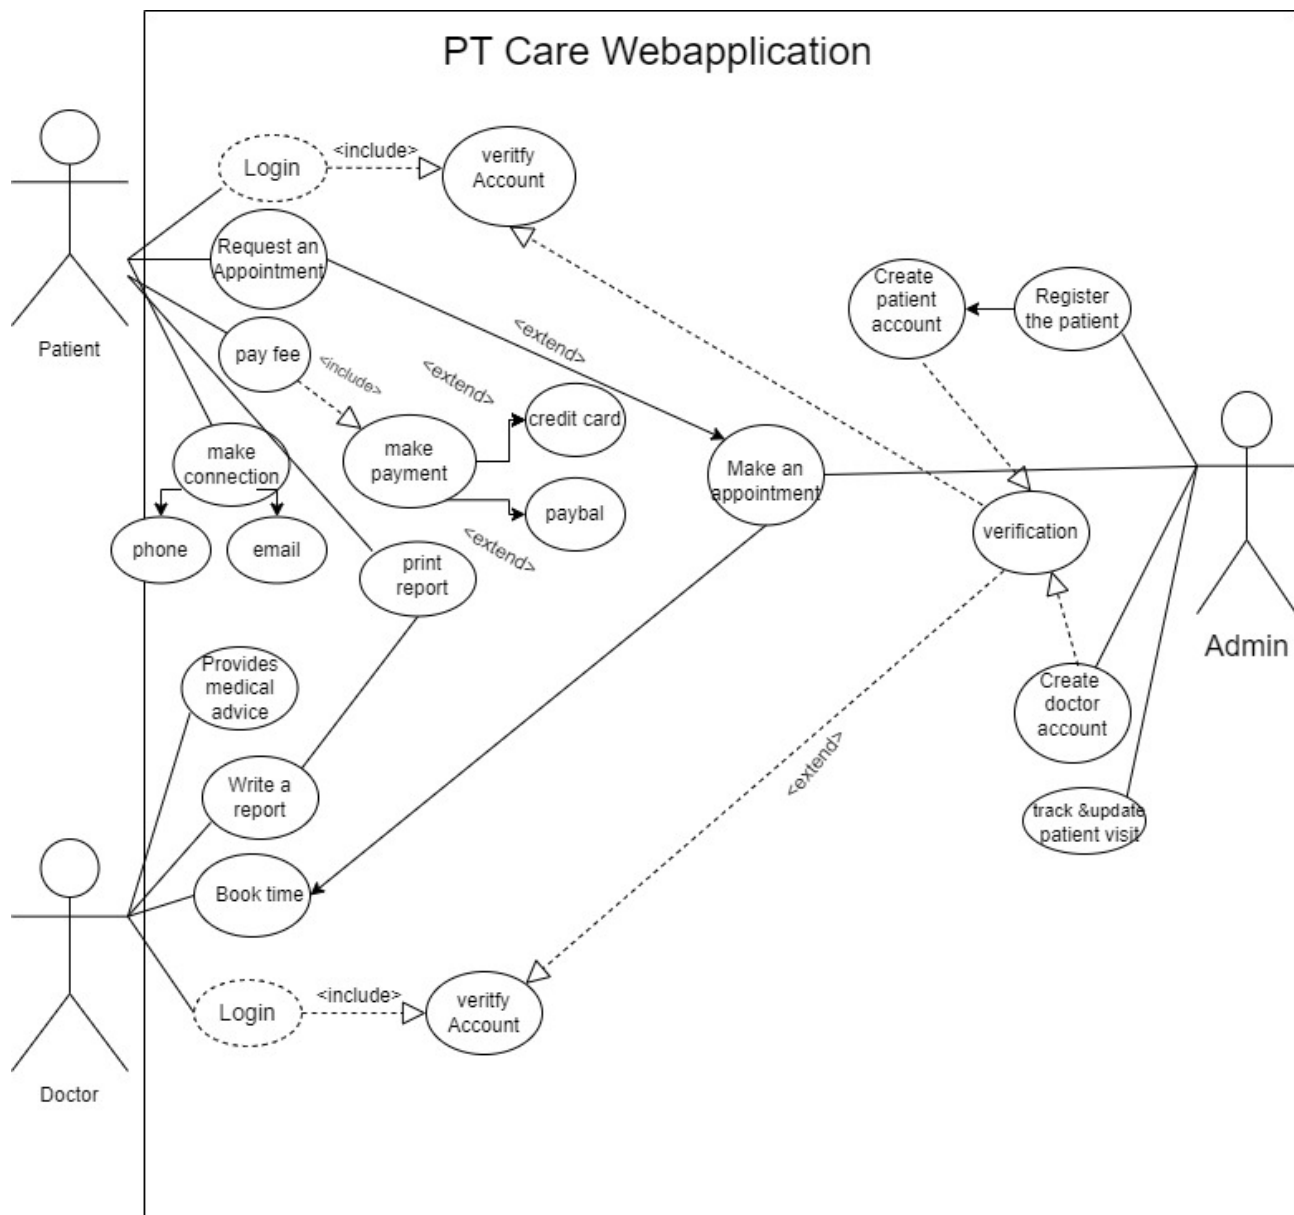 PT Care Webapplication
Login
<include>
veritfy
Account
Request an
Appointment
Create
patient
account
Register
the patient
Patient
pay fee
<include>
<extend>
<extend>
credit card
make
connection
make
payment
Make an
appointment
paybal
<extend>
phone
email
print
report
verification
Admin
Provides
medical
advice
Create
doctor
account
Write a
report
<extend>
track &update
patient visit
Book time
Login
<include>
veritfy
Account
Doctor